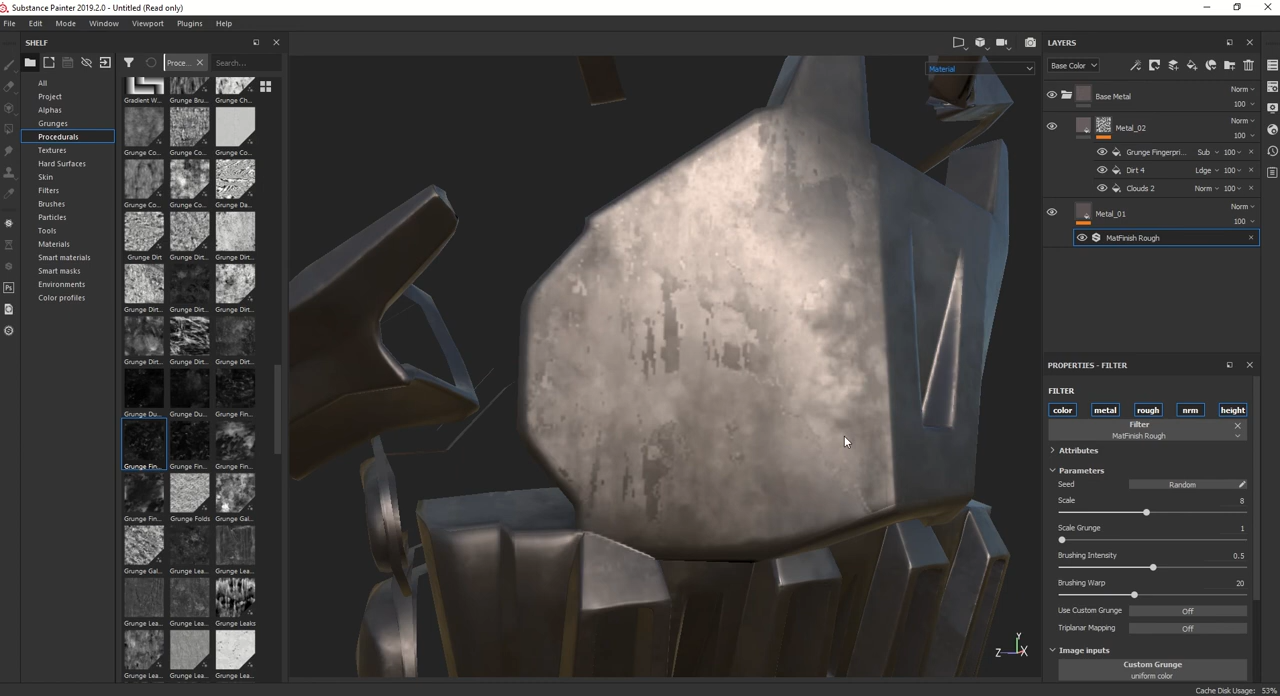 Substance Painter 2019.2.0 - Untitled (Read only)
File Edit Mode Window Viewport Plugins Help
SHELF
Proce...
Search...
All
Project
Alphas
Grunges
Procedurals
Textures
Hard Surfaces
Skin
Filters
Brushes
Particles
Tools
Materials
Smart materials
Smart masks
Environments
Color profiles
Gradient W... Grunge Bru... Grunge Ch...
Grunge Co... Grunge Co... Grunge Co...
Grunge Co... Grunge Co... Grunge Da...
Grunge Dirt Grunge Dirt... Grunge Dirt...
Grunge Dirt... Grunge Dirt... Grunge Dirt...
Grunge Dirt... Grunge Dirt... Grunge Dirt...
Grunge Du... Grunge Du... Grunge Fin...
Grunge Fin... Grunge Fin... Grunge Fin...
Grunge Fin... Grunge Folds Grunge Gal...
Grunge Gal... Grunge Lea... Grunge Lea...
Grunge Lea... Grunge Lea... Grunge Leaks
Grunge Lea... Grunge Lea... Grunge Lea...
Material
Y
Z X
LAYERS
Base Color
Base Metal Norm 100
Metal_02 Norm 100
Grunge Fingerpri... Sub 100
Dirt 4 Ldge 100
Clouds 2 Norm 100
Metal_01 Norm 100
MatFinish Rough
PROPERTIES - FILTER
FILTER
color metal rough nrm height
Filter
MatFinish Rough
Attributes
Parameters
Seed Random
Scale 8
Scale Grunge 1
Brushing Intensity 0.5
Brushing Warp 20
Use Custom Grunge Off
Triplanar Mapping Off
Image inputs
Custom Grunge
uniform color
Cache Disk Usage: 53%